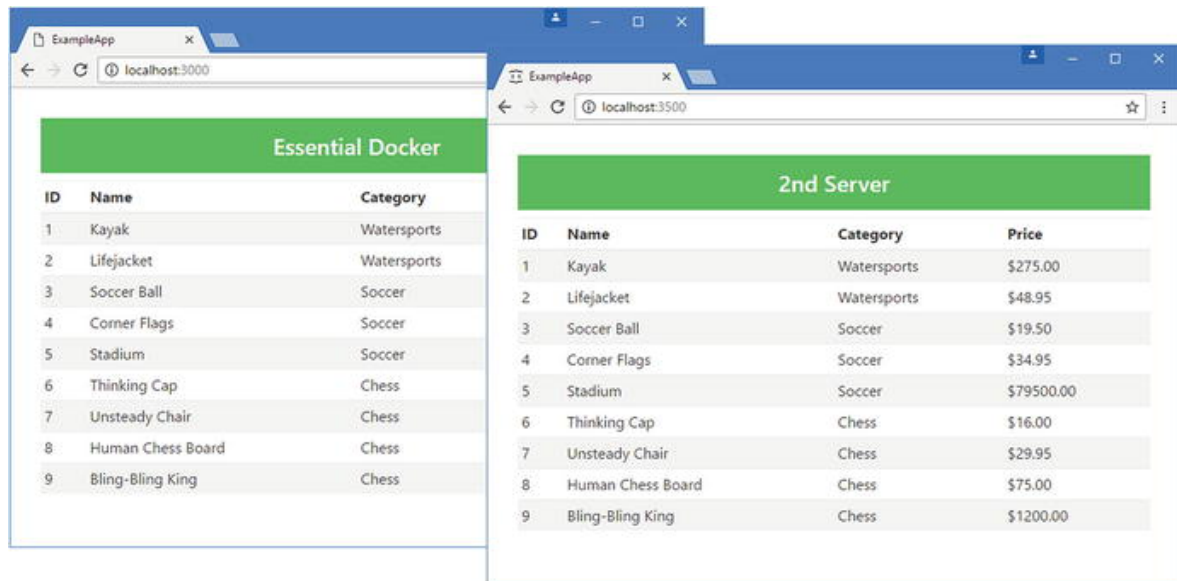 ExampleApp
localhost:3000
Essential Docker
ID Name Category
1 Kayak Watersports
2 Lifejacket Watersports
3 Soccer Ball Soccer
4 Corner Flags Soccer
5 Stadium Soccer
6 Thinking Cap Chess
7 Unsteady Chair Chess
8 Human Chess Board Chess
9 Bling-Bling King Chess
ExampleApp
localhost:3500
2nd Server
ID Name Category Price
1 Kayak Watersports $275.00
2 Lifejacket Watersports $48.95
3 Soccer Ball Soccer $19.50
4 Corner Flags Soccer $34.95
5 Stadium Soccer $79500.00
6 Thinking Cap Chess $16.00
7 Unsteady Chair Chess $29.95
8 Human Chess Board Chess $75.00
9 Bling-Bling King Chess $1200.00